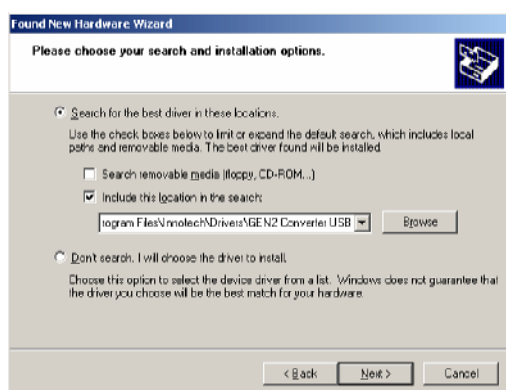 Found New Hardware Wizard
Please choose your search and installation options.
Search for the best driver in these locations.
Use the check boxes below to limit or expand the default search, which includes local
paths and removable media. The best driver found will be installed.
Search removable media (floppy, CD-ROM...)
Include this location in the search:
rogram Files\Innotech\Drivers\GEN2 Converter USB
Browse
Don't search. I will choose the driver to install.
Choose this option to select the device driver from a list. Windows does not guarantee that
the driver you choose will be the best match for your hardware.
< Back
Next >
Cancel